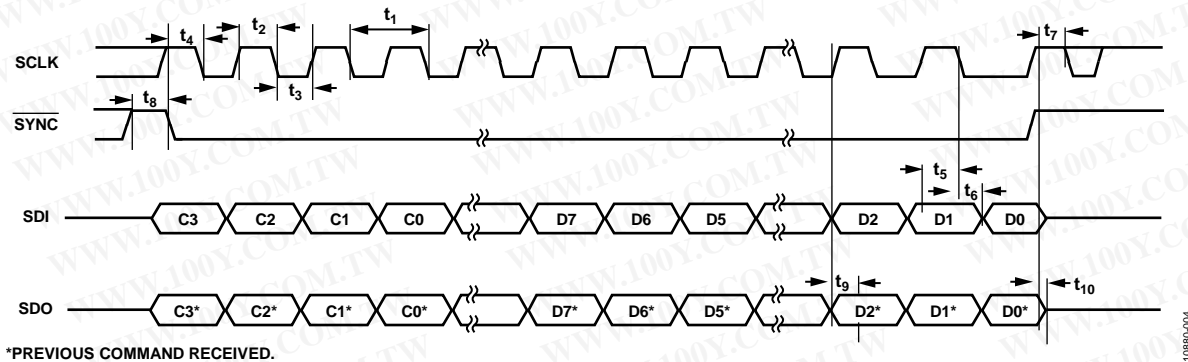 t4 t2 t1 t7
SCLK
t8 t3
SYNC
t5
t6
SDI C3 C2 C1 C0 D7 D6 D5 D2 D1 D0
t9 t10
SDO C3* C2* C1* C0* D7* D6* D5* D2* D1* D0*
*PREVIOUS COMMAND RECEIVED.
10880-004
WWW.100Y.COM.TW